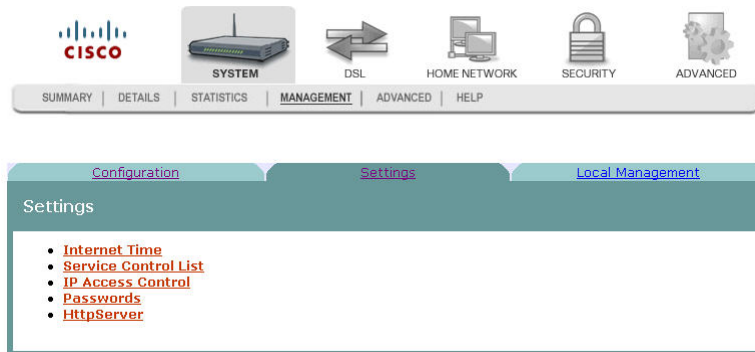 CISCO
SYSTEM DSL HOME NETWORK SECURITY ADVANCED
SUMMARY | DETAILS | STATISTICS | MANAGEMENT | ADVANCED | HELP
Configuration Settings Local Management
Settings
• Internet Time
• Service Control List
• IP Access Control
• Passwords
• HttpServer